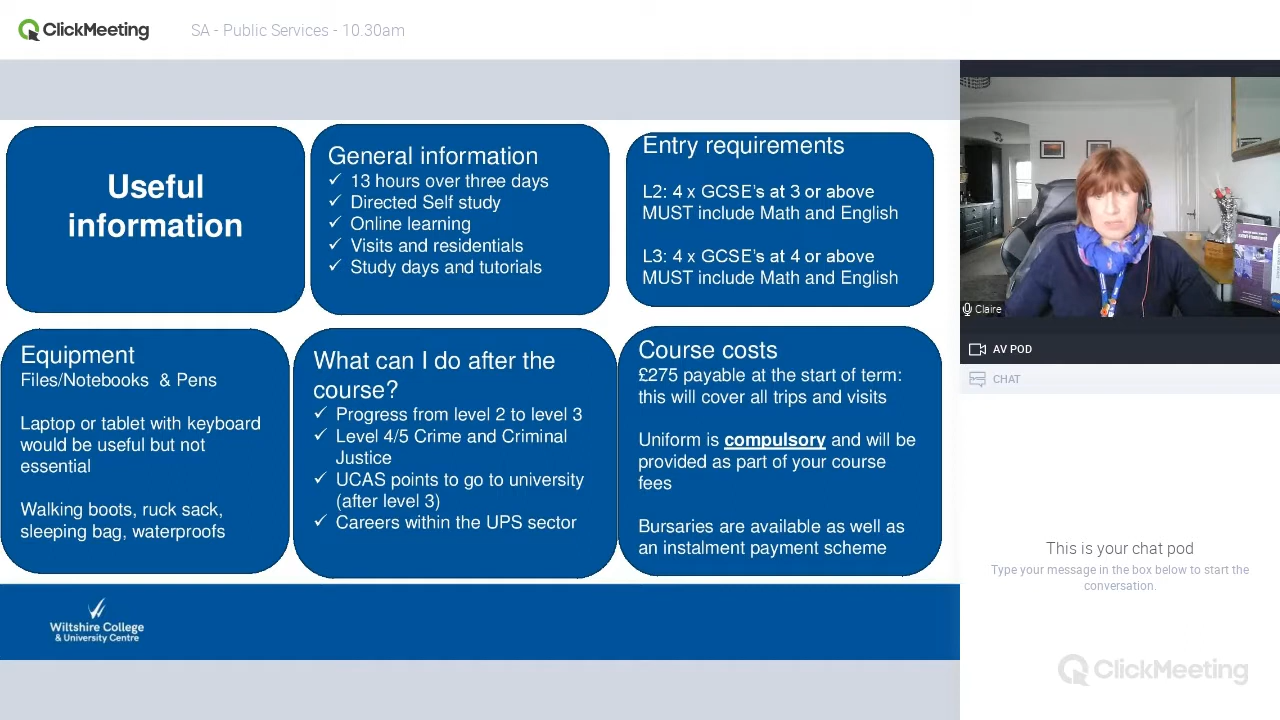 ClickMeeting
SA - Public Services - 10.30am
Useful
information
General information
✓ 13 hours over three days
✓ Directed Self study
✓ Online learning
✓ Visits and residentials
✓ Study days and tutorials
Entry requirements
L2: 4 x GCSE's at 3 or above
MUST include Math and English
L3: 4 x GCSE's at 4 or above
MUST include Math and English
Equipment
Files/Notebooks & Pens
Laptop or tablet with keyboard
would be useful but not
essential
Walking boots, ruck sack,
sleeping bag, waterproofs
What can I do after the
course?
✓ Progress from level 2 to level 3
✓ Level 4/5 Crime and Criminal
Justice
✓ UCAS points to go to university
(after level 3)
✓ Careers within the UPS sector
Course costs
£275 payable at the start of term:
this will cover all trips and visits
Uniform is compulsory and will be
provided as part of your course
fees
Bursaries are available as well as
an instalment payment scheme
Wiltshire College
& University Centre
Claire
AV POD
CHAT
This is your chat pod
Type your message in the box below to start the
conversation.
ClickMeeting